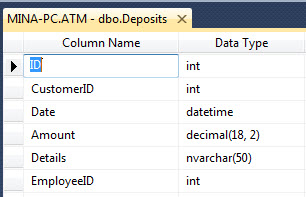 MINA-PC.ATM - dbo.Deposits
Column Name Data Type
ID int
CustomerID int
Date datetime
Amount decimal(18, 2)
Details nvarchar(50)
EmployeeID int